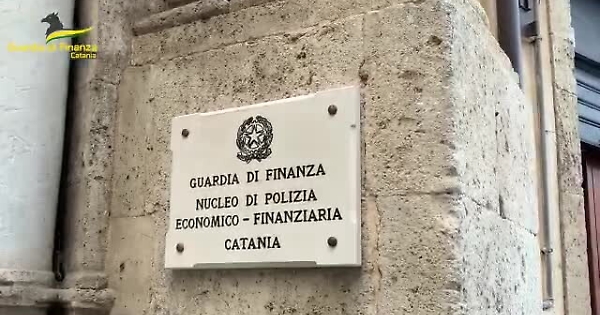 Guardia di Finanza
Catania
GUARDIA DI FINANZA
NUCLEO DI POLIZIA
ECONOMICO - FINANZIARIA
CATANIA